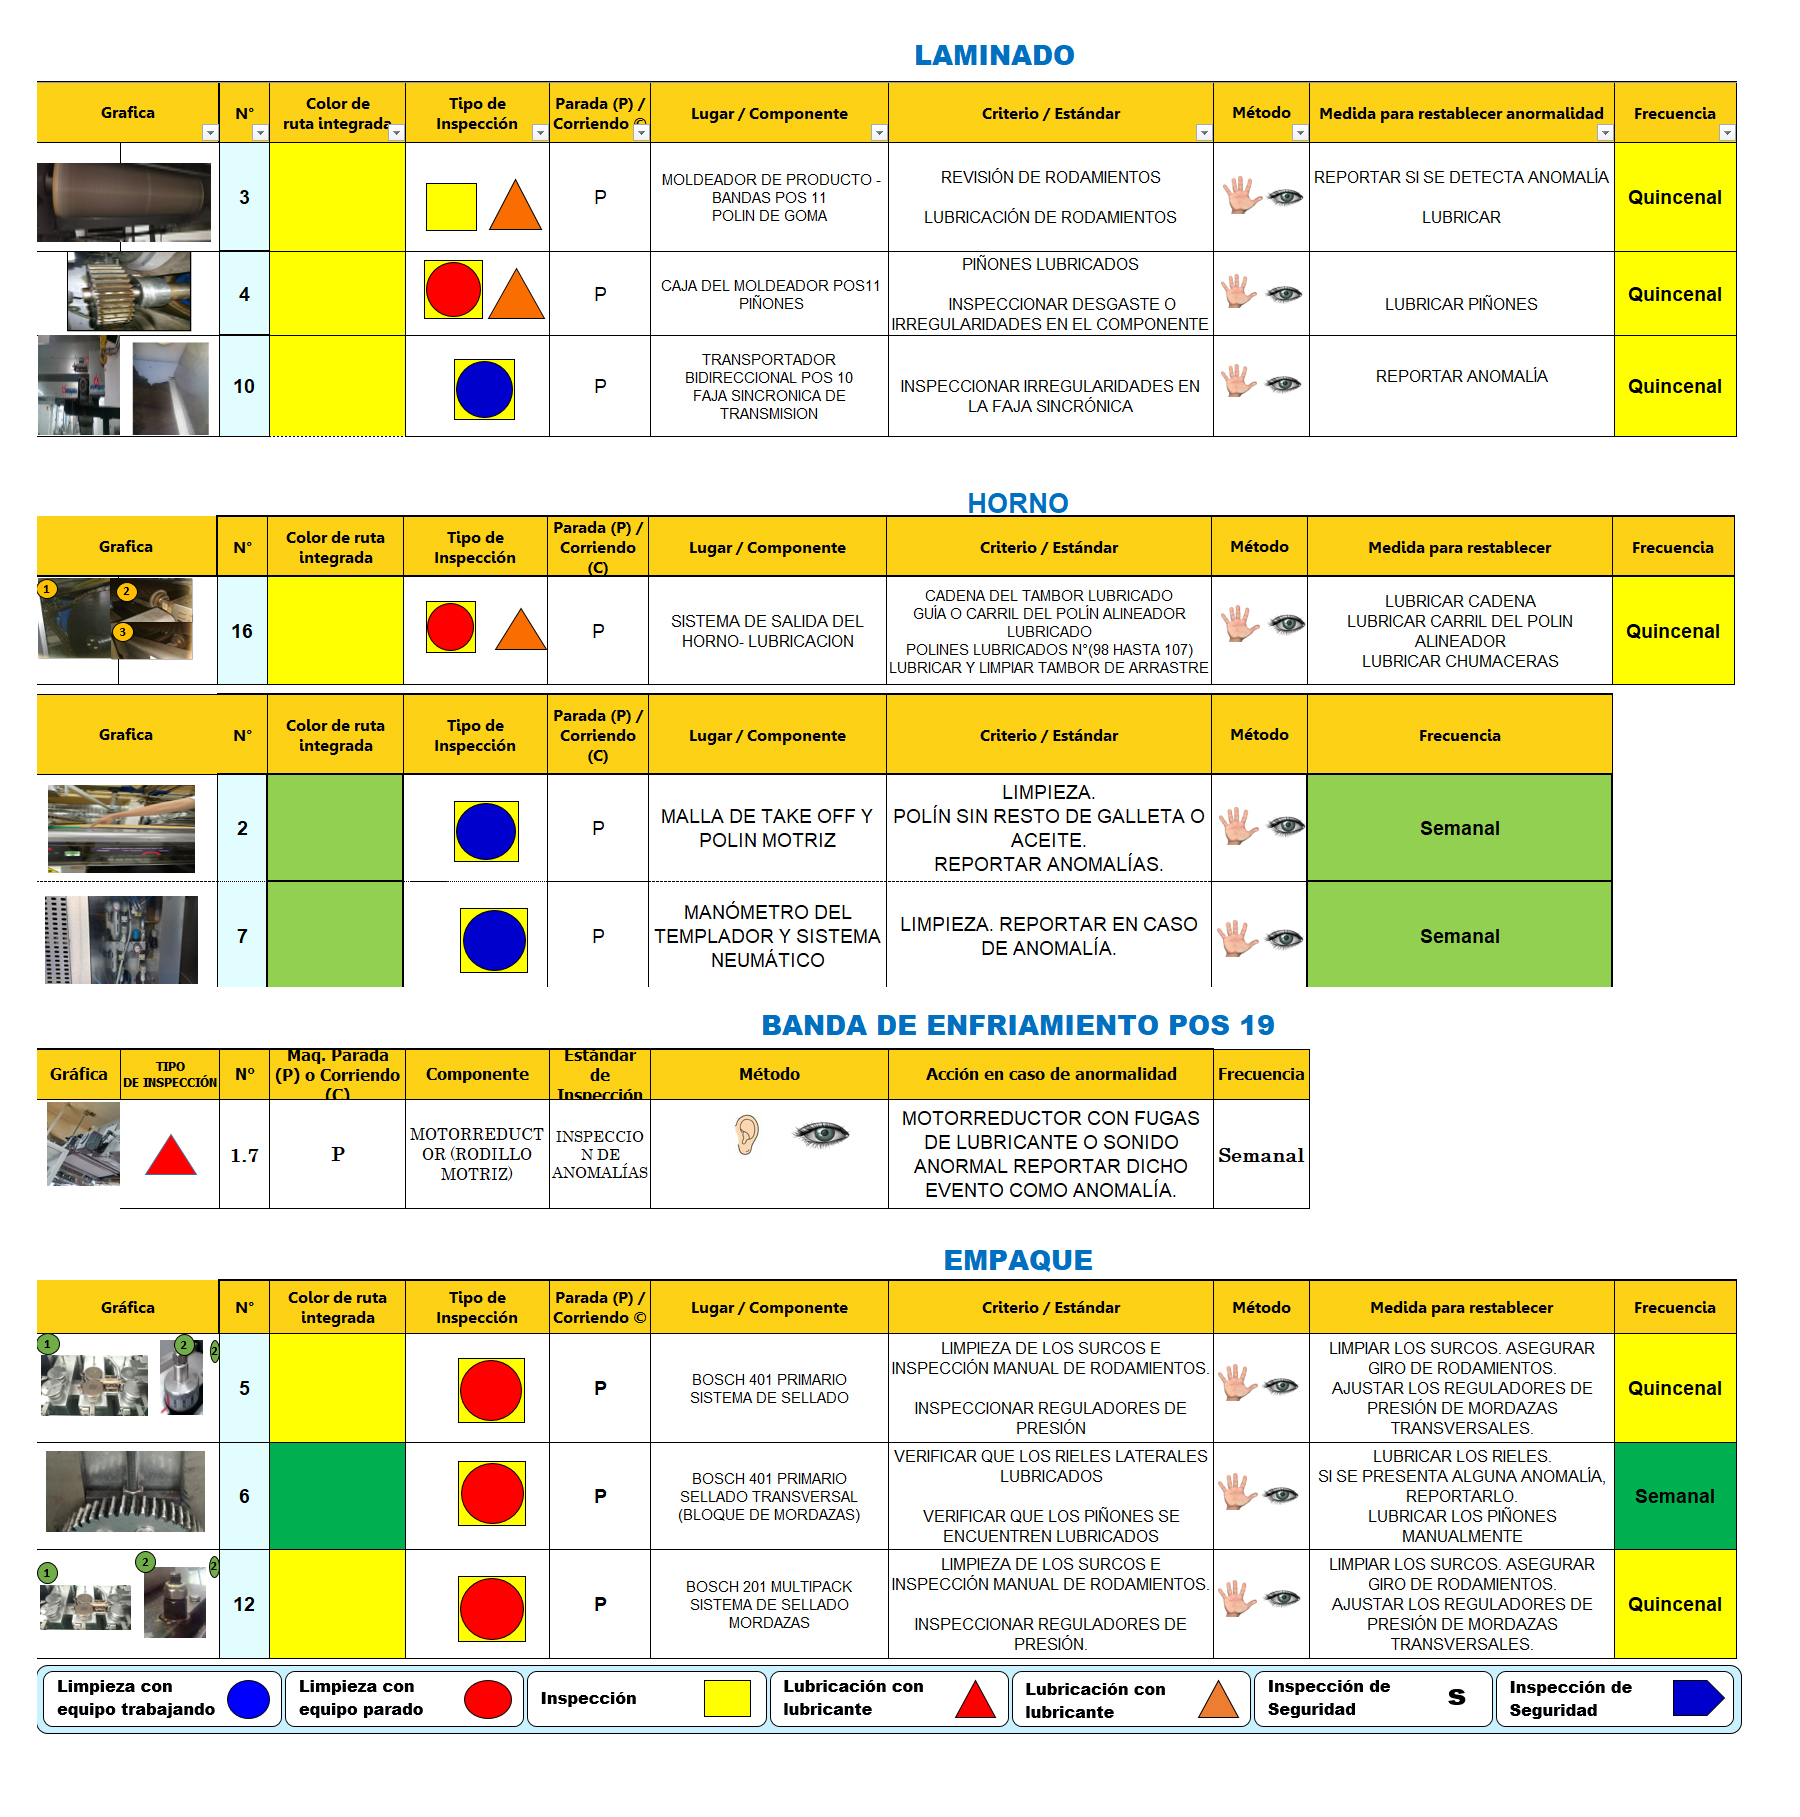 LAMINADO
Grafica
N°
Color de
ruta integrada
Tipo de
Inspección
Parada (P) /
Corriendo ©
Lugar / Componente
Criterio / Estándar
Método
Medida para restablecer anormalidad
Frecuencia
3
P
MOLDEADOR DE PRODUCTO -
BANDAS POS 11
POLIN DE GOMA
REVISIÓN DE RODAMIENTOS
LUBRICACIÓN DE RODAMIENTOS
REPORTAR SI SE DETECTA ANOMALÍA
LUBRICAR
Quincenal
4
P
CAJA DEL MOLDEADOR POS11
PIÑONES
PIÑONES LUBRICADOS
INSPECCIONAR DESGASTE O
IRREGULARIDADES EN EL COMPONENTE
LUBRICAR PIÑONES
Quincenal
10
P
TRANSPORTADOR
BIDIRECCIONAL POS 10
FAJA SINCRONICA DE
TRANSMISION
INSPECCIONAR IRREGULARIDADES EN
LA FAJA SINCRÓNICA
REPORTAR ANOMALÍA
Quincenal
HORNO
Grafica
N°
Color de ruta
integrada
Tipo de
Inspección
Parada (P) /
Corriendo
(C)
Lugar / Componente
Criterio / Estándar
Método
Medida para restablecer
Frecuencia
1
2
3
16
P
SISTEMA DE SALIDA DEL
HORNO- LUBRICACION
CADENA DEL TAMBOR LUBRICADO
GUÍA O CARRIL DEL POLÍN ALINEADOR
LUBRICADO
POLINES LUBRICADOS N°(98 HASTA 107)
LUBRICAR Y LIMPIAR TAMBOR DE ARRASTRE
LUBRICAR CADENA
LUBRICAR CARRIL DEL POLIN
ALINEADOR
LUBRICAR CHUMACERAS
Quincenal
Grafica
N°
Color de ruta
integrada
Tipo de
Inspección
Parada (P) /
Corriendo
(C)
Lugar / Componente
Criterio / Estándar
Método
Frecuencia
2
P
MALLA DE TAKE OFF Y
POLIN MOTRIZ
LIMPIEZA.
POLÍN SIN RESTO DE GALLETA O
ACEITE.
REPORTAR ANOMALÍAS.
Semanal
7
P
MANÓMETRO DEL
TEMPLADOR Y SISTEMA
NEUMÁTICO
LIMPIEZA. REPORTAR EN CASO
DE ANOMALÍA.
Semanal
BANDA DE ENFRIAMIENTO POS 19
Gráfica
TIPO
DE INSPECCIÓN
Nº
Maq. Parada
(P) o Corriendo
(C)
Componente
Estándar
de
Inspección
Método
Acción en caso de anormalidad
Frecuencia
1.7
P
MOTORREDUCT
OR (RODILLO
MOTRIZ)
INSPECCIO
N DE
ANOMALÍAS
MOTORREDUCTOR CON FUGAS
DE LUBRICANTE O SONIDO
ANORMAL REPORTAR DICHO
EVENTO COMO ANOMALÍA.
Semanal
EMPAQUE
Gráfica
N°
Color de ruta
integrada
Tipo de
Inspección
Parada (P) /
Corriendo ©
Lugar / Componente
Criterio / Estándar
Método
Medida para restablecer
Frecuencia
1
2
2
5
P
BOSCH 401 PRIMARIO
SISTEMA DE SELLADO
LIMPIEZA DE LOS SURCOS E
INSPECCIÓN MANUAL DE RODAMIENTOS.
INSPECCIONAR REGULADORES DE
PRESIÓN
LIMPIAR LOS SURCOS. ASEGURAR
GIRO DE RODAMIENTOS.
AJUSTAR LOS REGULADORES DE
PRESIÓN DE MORDAZAS
TRANSVERSALES.
Quincenal
6
P
BOSCH 401 PRIMARIO
SELLADO TRANSVERSAL
(BLOQUE DE MORDAZAS)
VERIFICAR QUE LOS RIELES LATERALES
LUBRICADOS
VERIFICAR QUE LOS PIÑONES SE
ENCUENTREN LUBRICADOS
LUBRICAR LOS RIELES.
SI SE PRESENTA ALGUNA ANOMALÍA,
REPORTARLO.
LUBRICAR LOS PIÑONES
MANUALMENTE
Semanal
1
2
2
12
P
BOSCH 201 MULTIPACK
SISTEMA DE SELLADO
MORDAZAS
LIMPIEZA DE LOS SURCOS E
INSPECCIÓN MANUAL DE RODAMIENTOS.
INSPECCIONAR REGULADORES DE
PRESIÓN.
LIMPIAR LOS SURCOS. ASEGURAR
GIRO DE RODAMIENTOS.
AJUSTAR LOS REGULADORES DE
PRESIÓN DE MORDAZAS
TRANSVERSALES.
Quincenal
Limpieza con
equipo trabajando
Limpieza con
equipo parado
Inspección
Lubricación con
lubricante
Lubricación con
lubricante
Inspección de
Seguridad
S
Inspección de
Seguridad